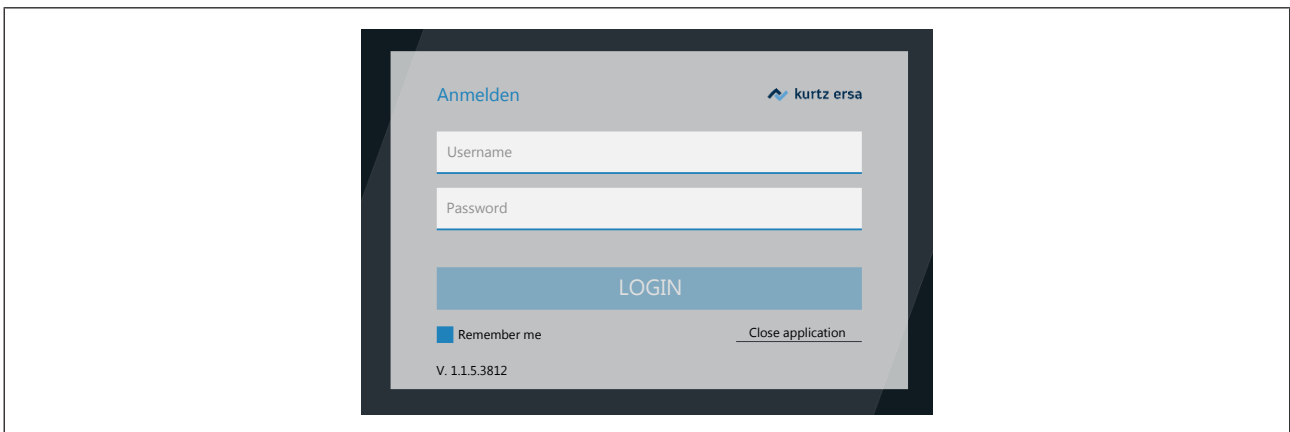 Anmelden
kurtz ersa
Username
Password
LOGIN
Remember me
Close application
V. 1.1.5.3812